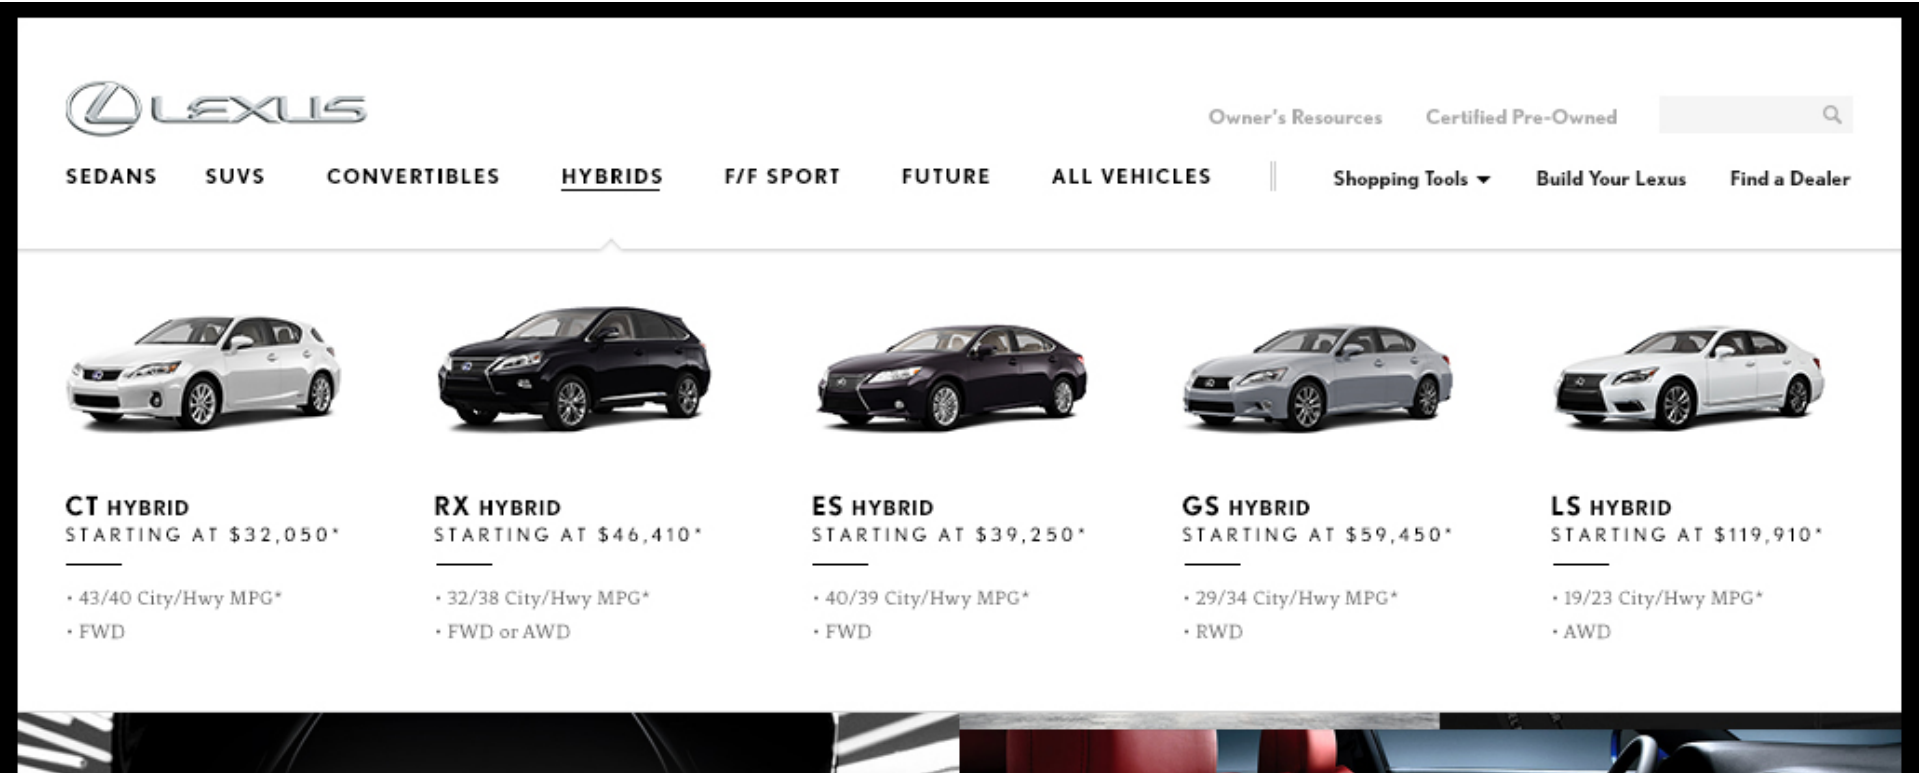 LEXUS
Owner's Resources Certified Pre-Owned
SEDANS SUVS CONVERTIBLES HYBRIDS F/F SPORT FUTURE ALL VEHICLES Shopping Tools Build Your Lexus Find a Dealer
CT HYBRID
STARTING AT $32,050*
• 43/40 City/Hwy MPG*
• FWD
RX HYBRID
STARTING AT $46,410*
• 32/38 City/Hwy MPG*
• FWD or AWD
ES HYBRID
STARTING AT $39,250*
• 40/39 City/Hwy MPG*
• FWD
GS HYBRID
STARTING AT $59,450*
• 29/34 City/Hwy MPG*
• RWD
LS HYBRID
STARTING AT $119,910*
• 19/23 City/Hwy MPG*
• AWD